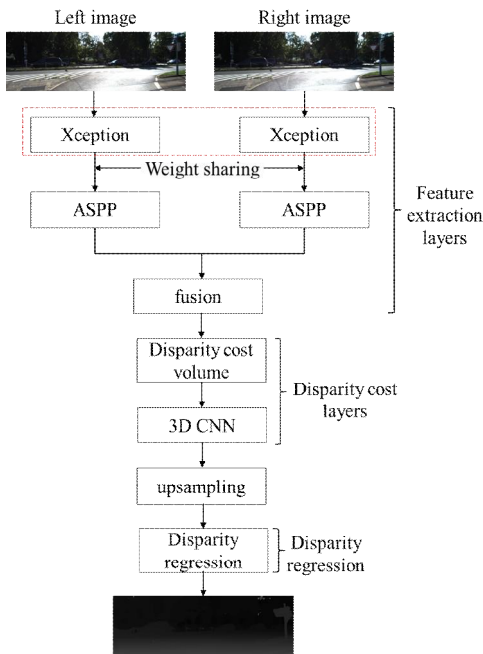 Left image
Right image
Xception
Xception
Weight sharing
ASPP
ASPP
Feature
extraction
layers
fusion
Disparity cost
volume
3D CNN
Disparity cost
layers
upsampling
Disparity
regression
Disparity
regression